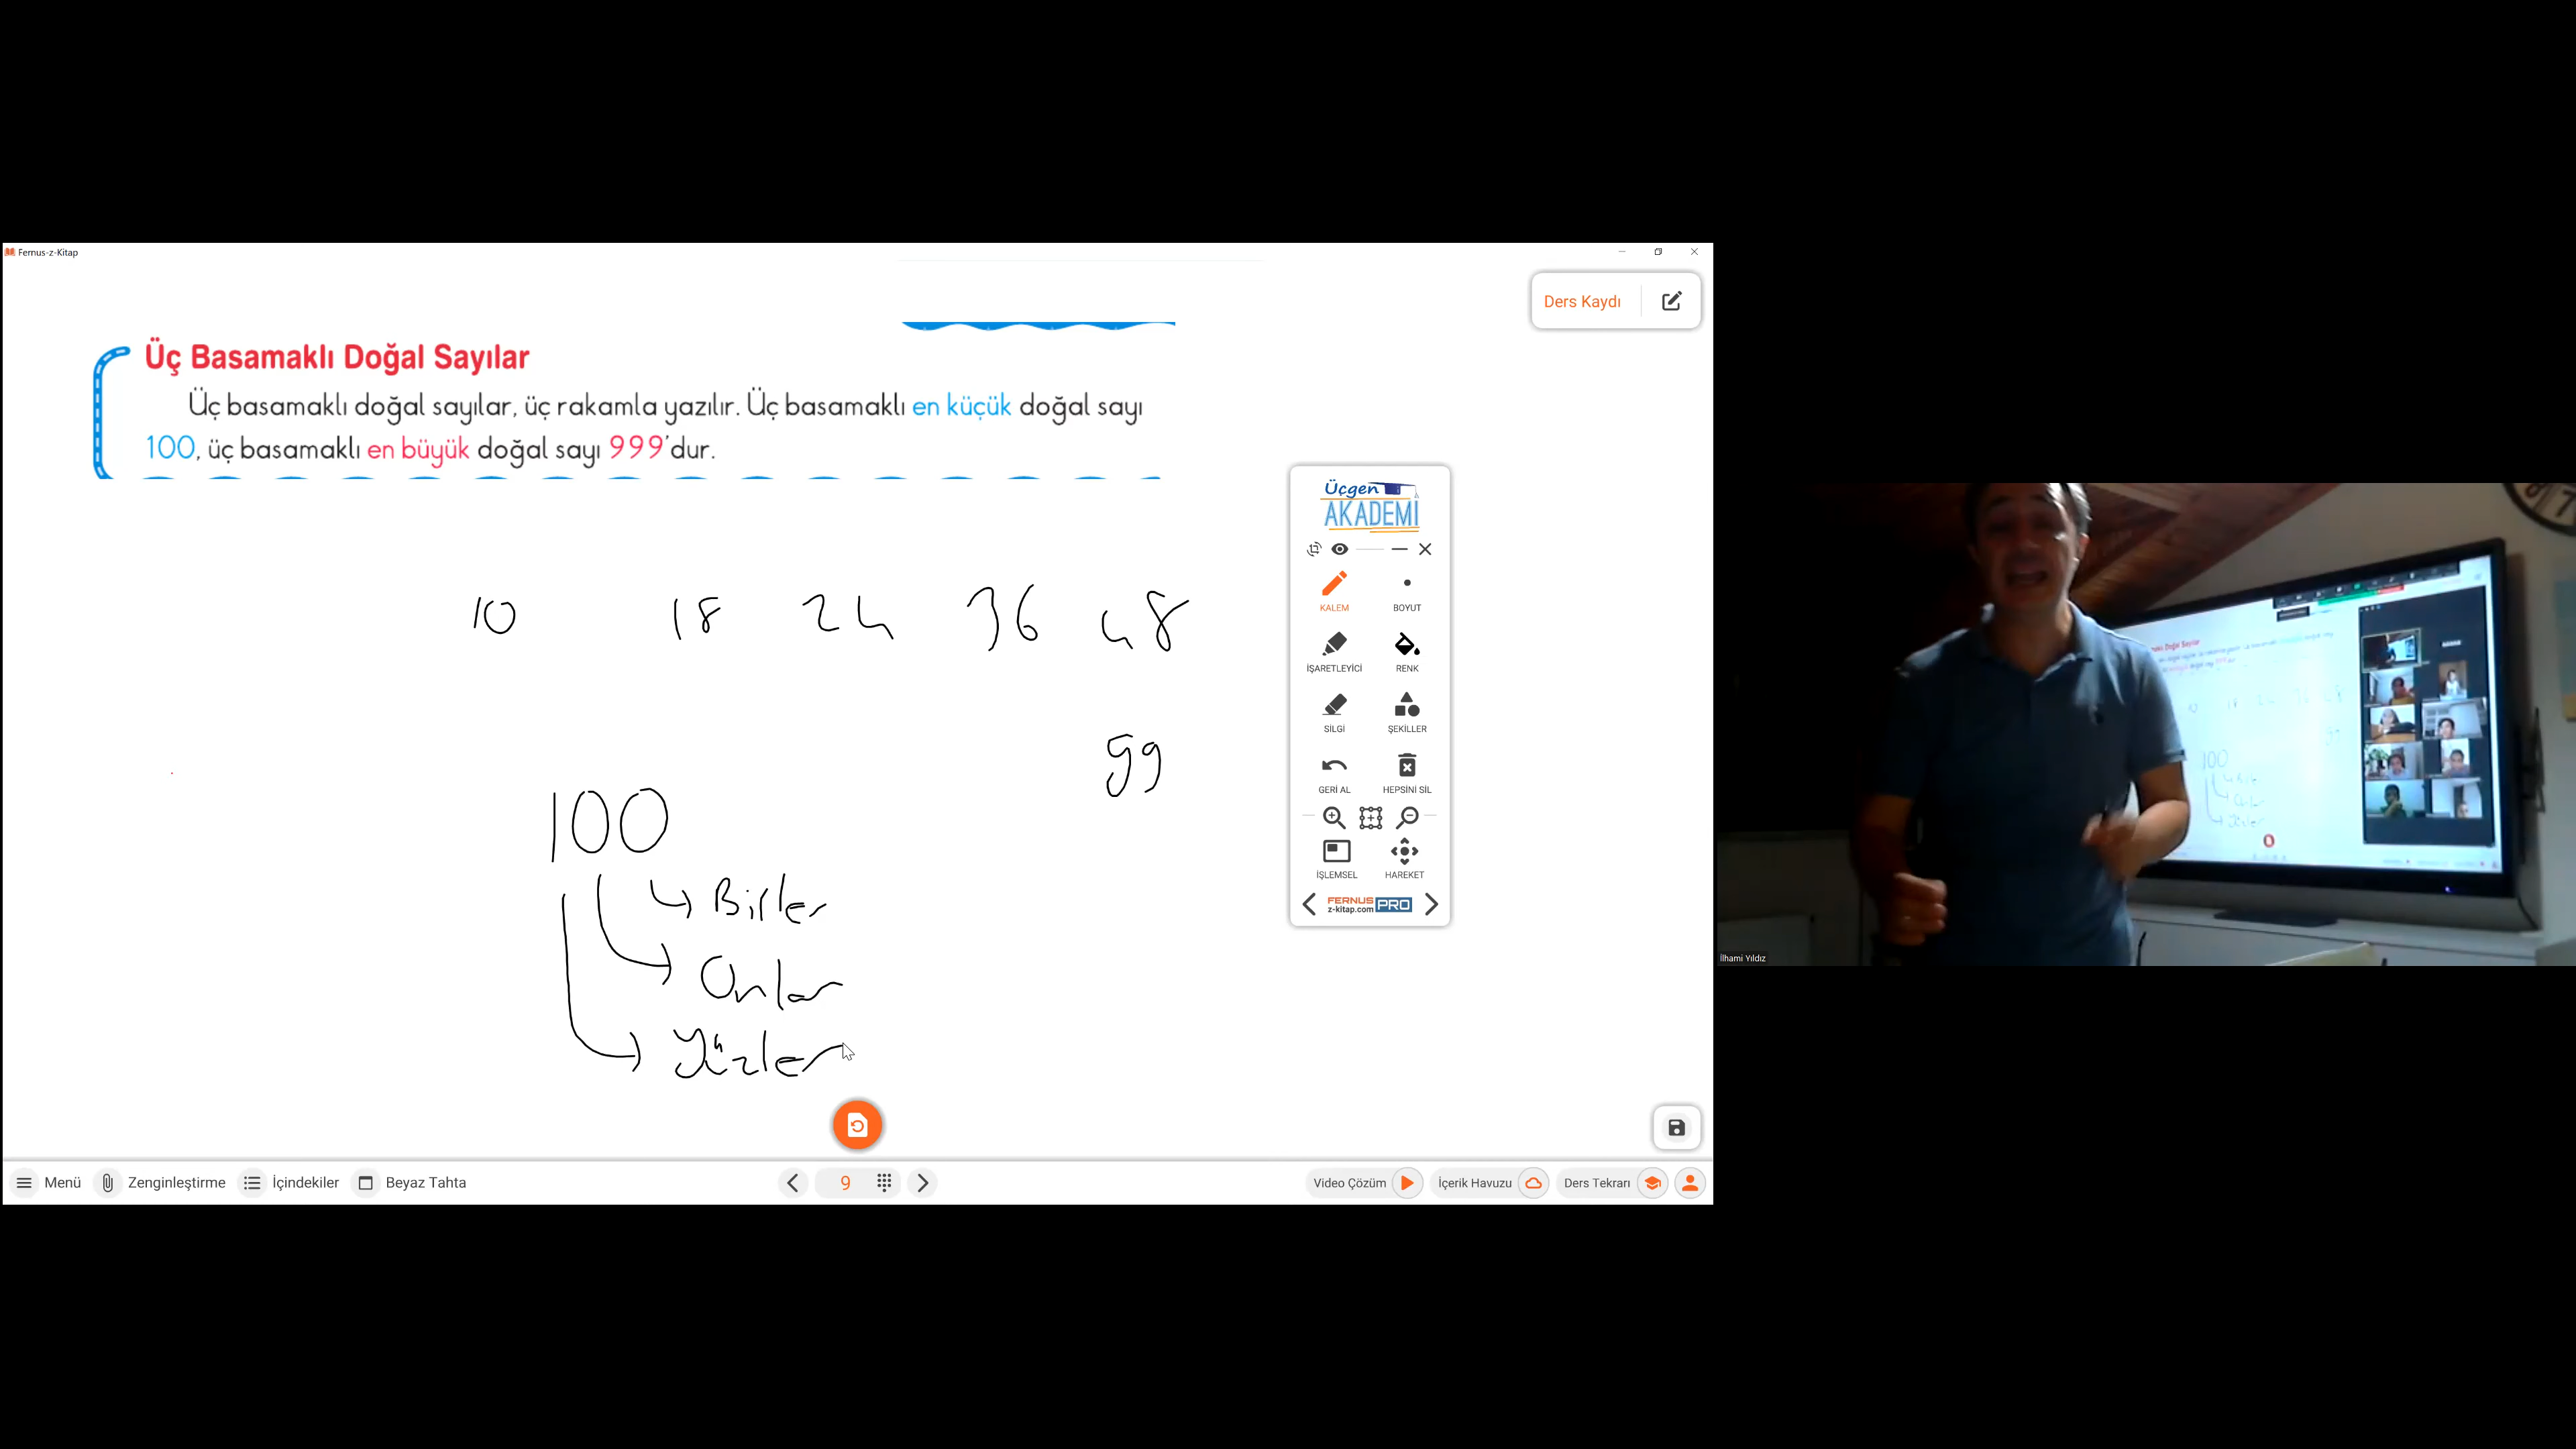 Fernus-z-Kitap
Ders Kaydı
Üç Basamaklı Doğal Sayılar
Üç basamaklı doğal sayılar, üç rakamla yazılır. Üç basamaklı en küçük doğal sayı
100, üç basamaklı en büyük doğal sayı 999'dur.
10 18 24 36 48
99
100
Birler
Onlar
Yüzler
Üçgen
AKADEMİ
KALEM BOYUT
İŞARETLEYİCİ RENK
SİLGİ ŞEKİLLER
GERİ AL HEPSİNİ SİL
İŞLEMSEL HAREKET
FERNUS
z-kitap.com PRO
Menü Zenginleştirme İçindekiler Beyaz Tahta 9 Video Çözüm İçerik Havuzu Ders Tekrarı
İlhami Yıldız
100